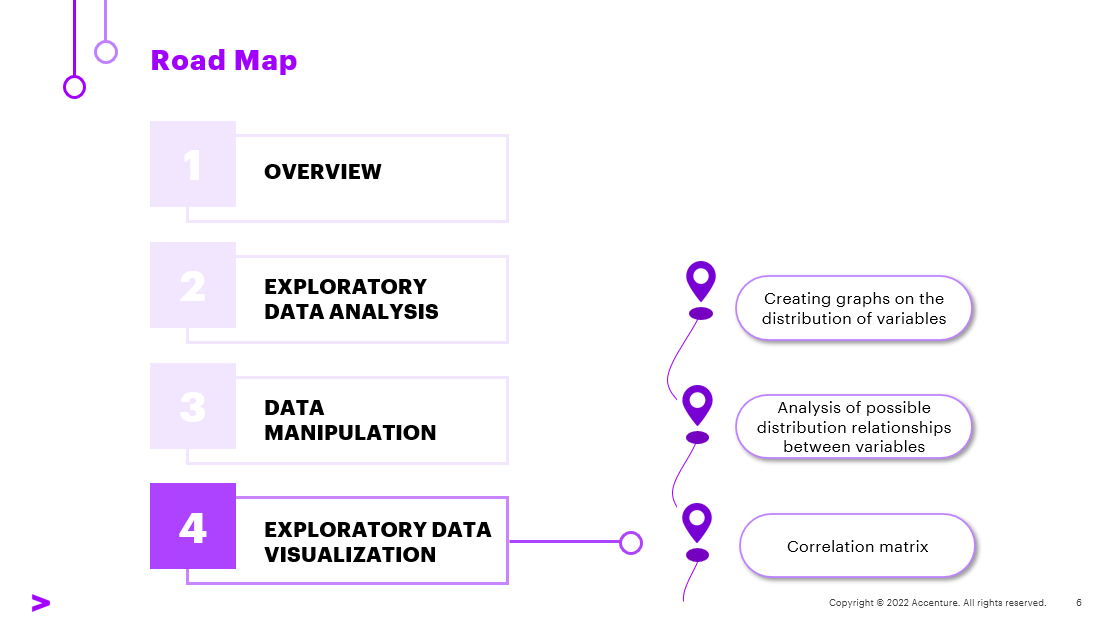 Road Map
1
OVERVIEW
2
EXPLORATORY
DATA ANALYSIS
3
DATA
MANIPULATION
4
EXPLORATORY DATA
VISUALIZATION
Creating graphs on the
distribution of variables
Analysis of possible
distribution relationships
between variables
Correlation matrix
>
Copyright © 2022 Accenture. All rights reserved.
6